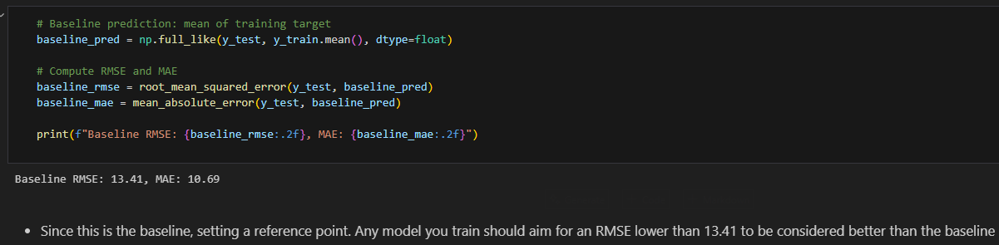 # Baseline prediction: mean of training target
baseline_pred = np.full_like(y_test, y_train.mean(), dtype=float)
# Compute RMSE and MAE
baseline_rmse = root_mean_squared_error(y_test, baseline_pred)
baseline_mae = mean_absolute_error(y_test, baseline_pred)
print(f"Baseline RMSE: {baseline_rmse:.2f}, MAE: {baseline_mae:.2f}")
Baseline RMSE: 13.41, MAE: 10.69
• Since this is the baseline, setting a reference point. Any model you train should aim for an RMSE lower than 13.41 to be considered better than the baseline